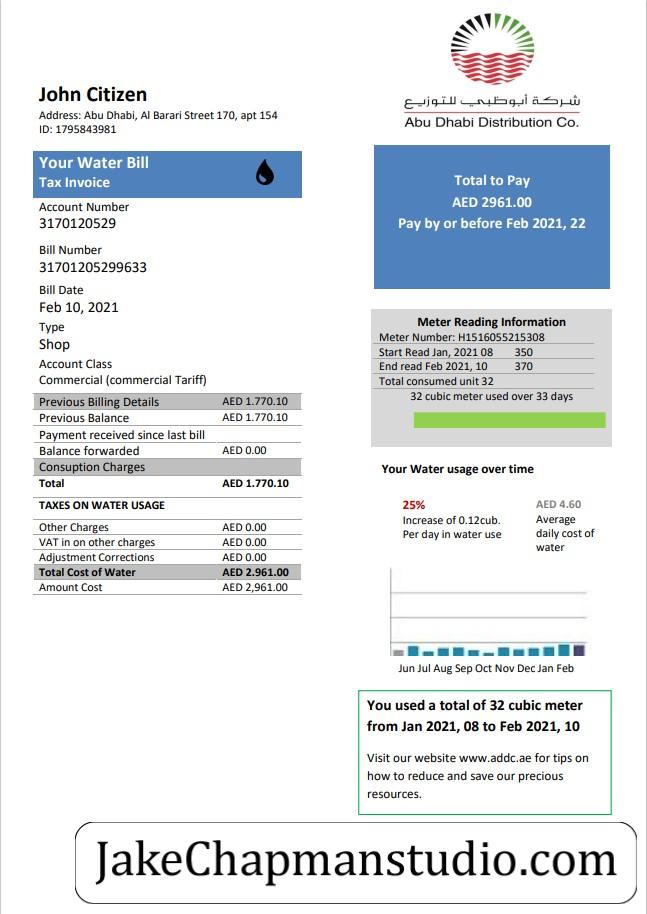 شركة أبوظبي للتوزيع
Abu Dhabi Distribution Co.
John Citizen
Address: Abu Dhabi, Al Barari Street 170, apt 154
ID: 1795843981
Your Water Bill
Tax Invoice
Account Number
3170120529
Bill Number
31701205299633
Bill Date
Feb 10, 2021
Type
Shop
Account Class
Commercial (commercial Tariff)
Previous Billing Details AED 1.770.10
Previous Balance AED 1.770.10
Payment received since last bill
Balance forwarded AED 0.00
Consuption Charges
Total AED 1.770.10
TAXES ON WATER USAGE
Other Charges AED 0.00
VAT in on other charges AED 0.00
Adjustment Corrections AED 0.00
Total Cost of Water AED 2.961.00
Amount Cost AED 2,961.00
Total to Pay
AED 2961.00
Pay by or before Feb 2021, 22
Meter Reading Information
Meter Number: H1516055215308
Start Read Jan, 2021 08 350
End read Feb 2021, 10 370
Total consumed unit 32
32 cubic meter used over 33 days
Your Water usage over time
25%
Increase of 0.12cub.
Per day in water use
AED 4.60
Average
daily cost of
water
Jun Jul Aug Sep Oct Nov Dec Jan Feb
You used a total of 32 cubic meter
from Jan 2021, 08 to Feb 2021, 10
Visit our website www.addc.ae for tips on
how to reduce and save our precious
resources.
JakeChapmanstudio.com